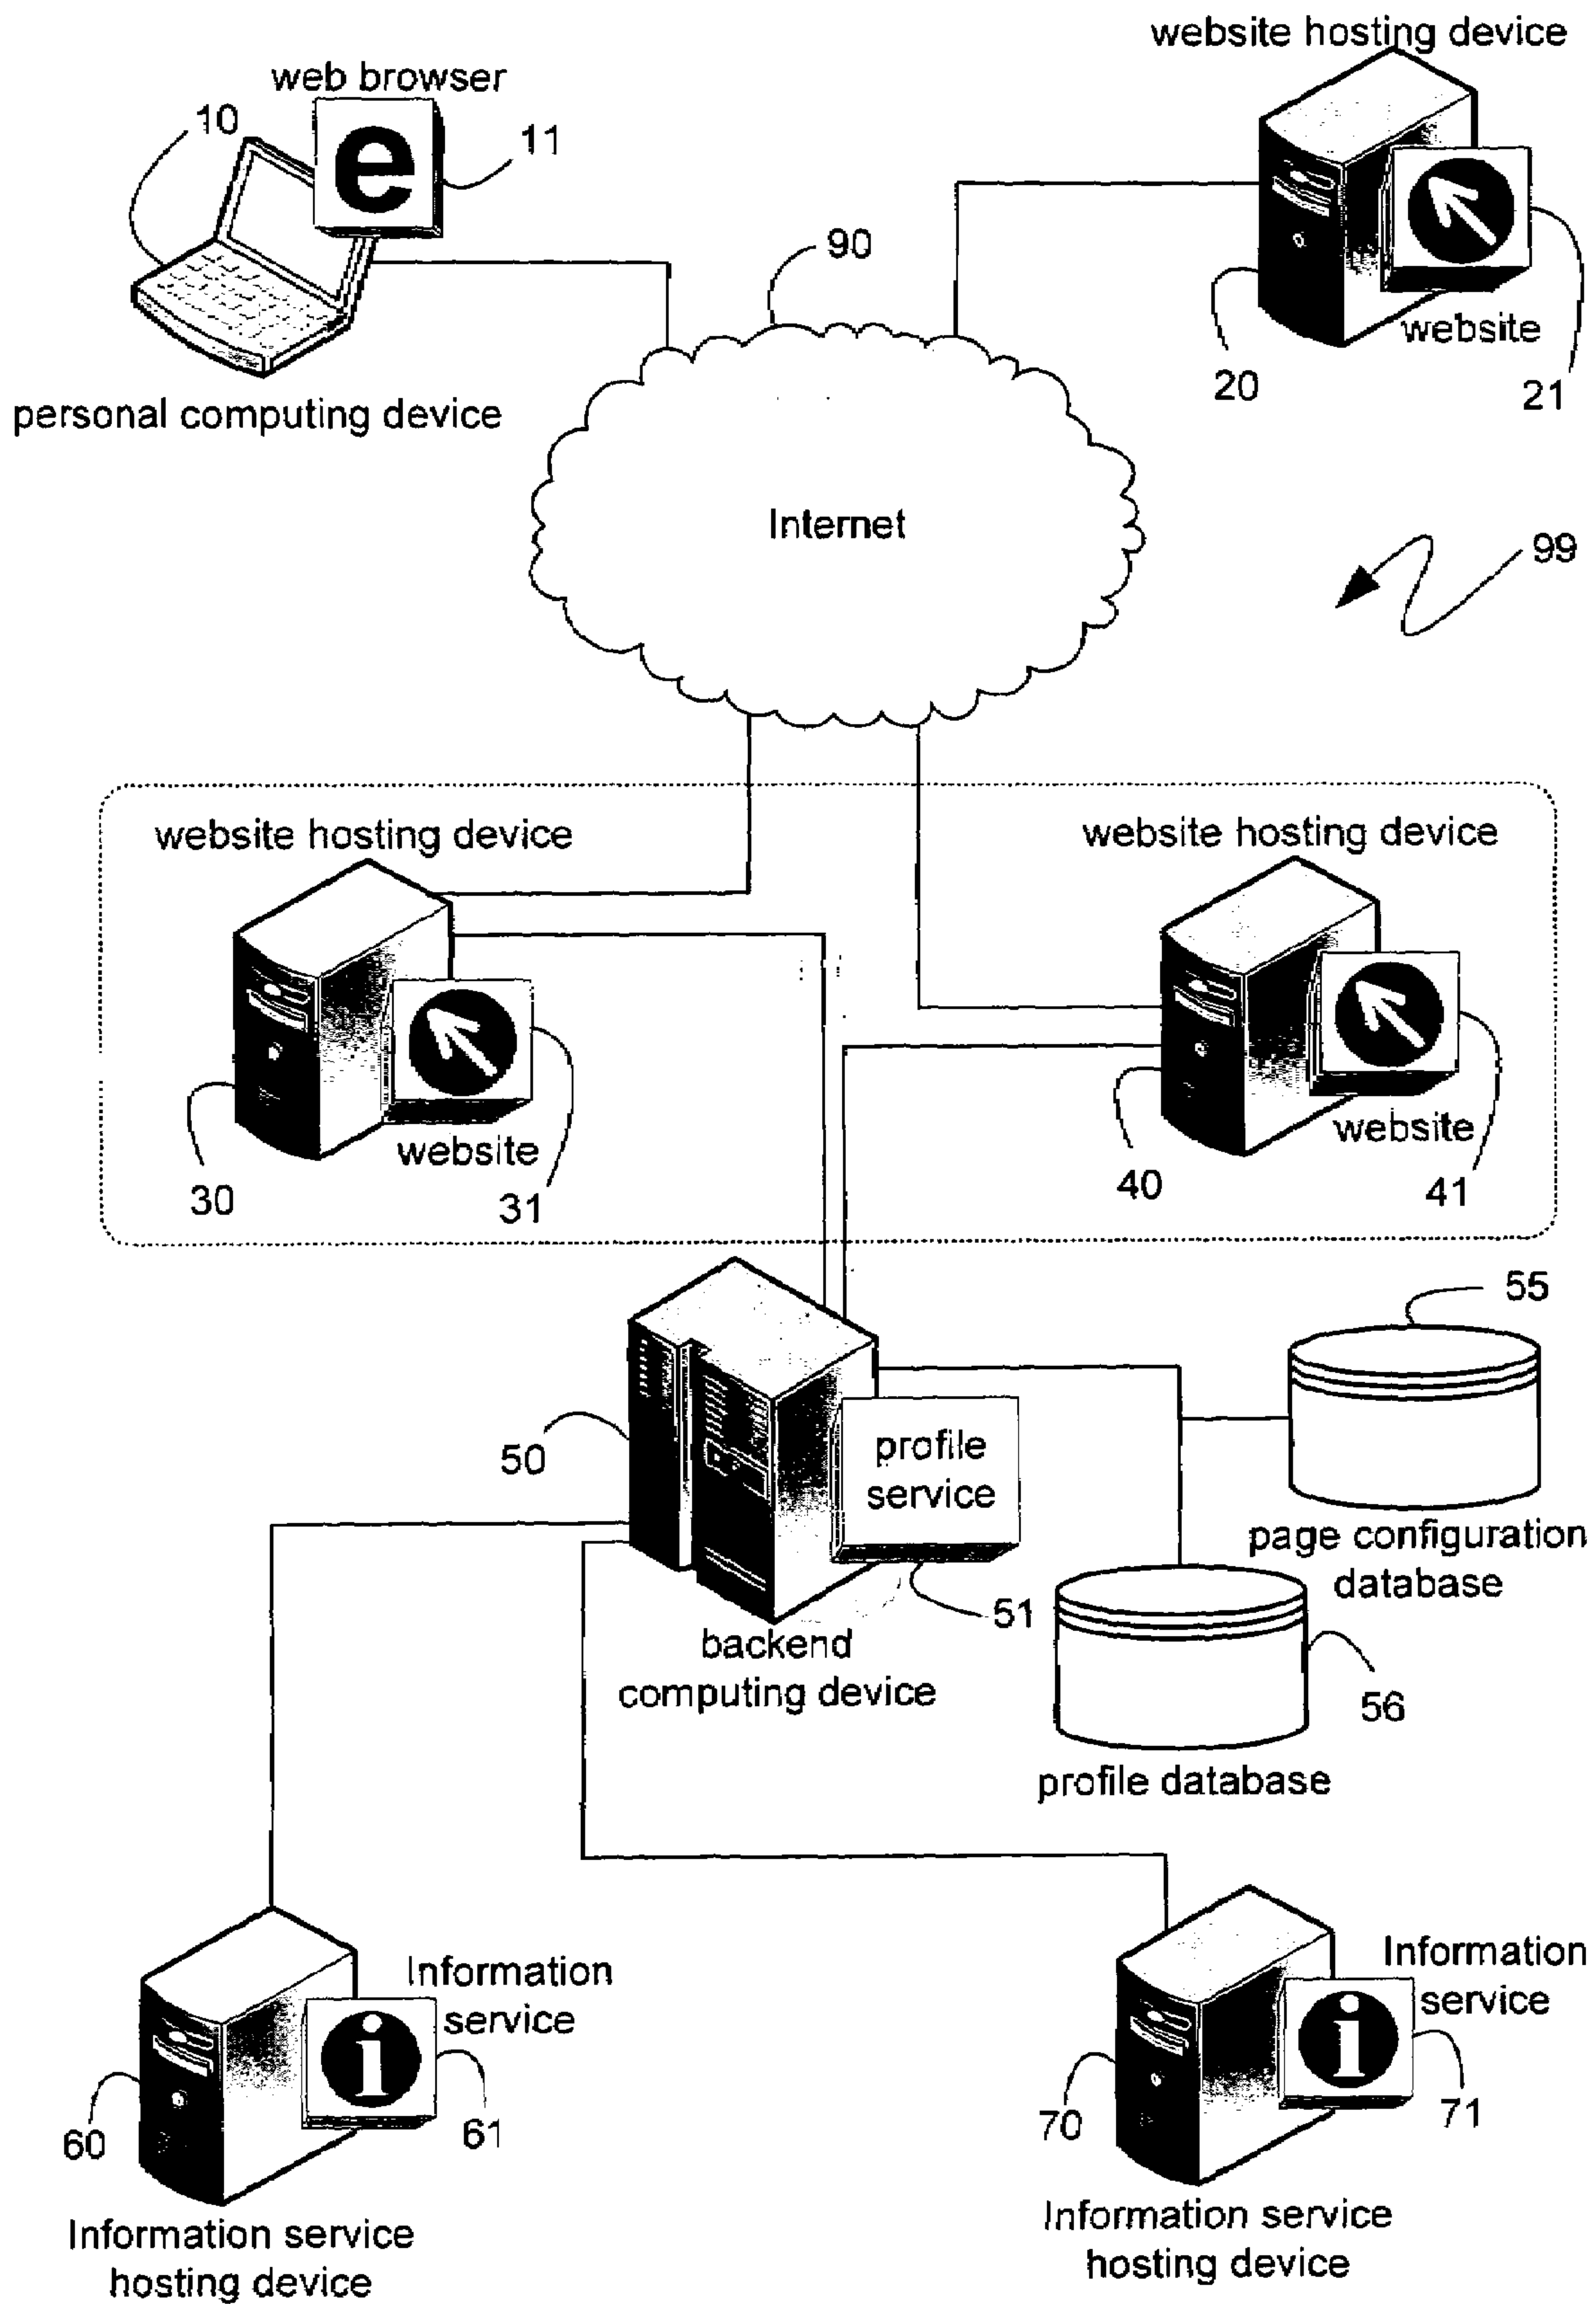 website hosting device
web browser
10
11
e
90
website
20
21
personal computing device
Internet
99
website hosting device
website hosting device
website
website
30
31
40
41
55
50
profile
service
page configuration
database
51
backend
computing device
56
profile database
Information
service
Information
service
60
61
70
71
Information service
hosting device
Information service
hosting device